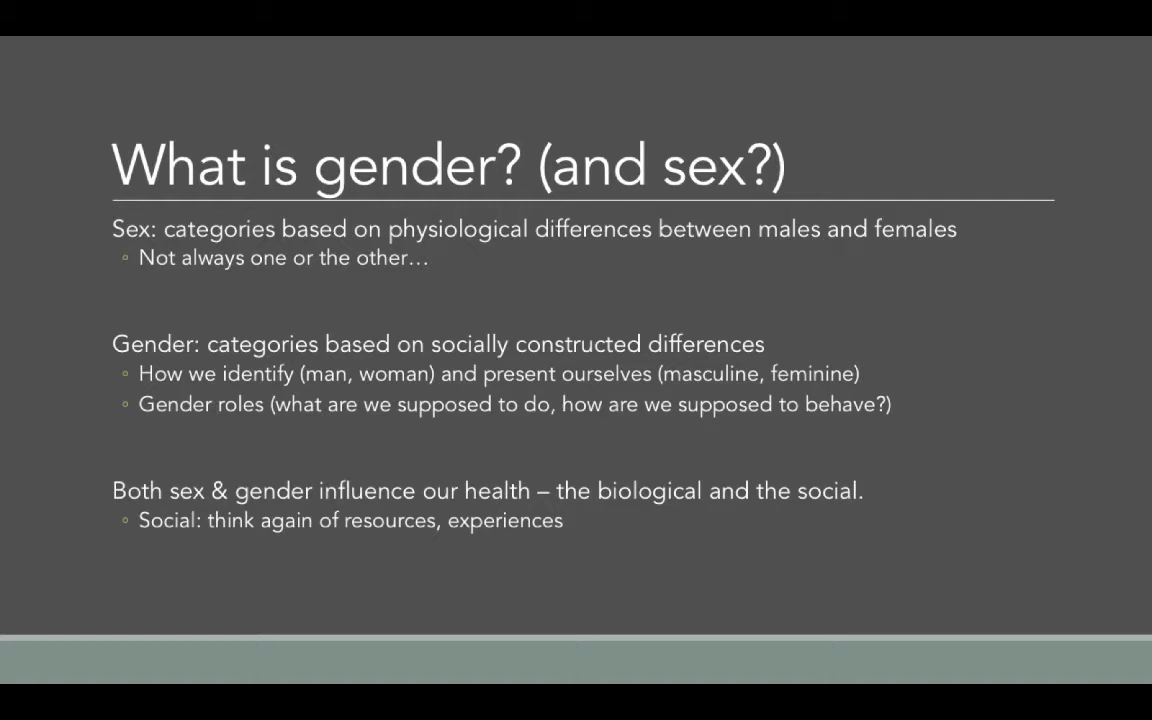 What is gender? (and sex?)
Sex: categories based on physiological differences between males and females
◦ Not always one or the other…
Gender: categories based on socially constructed differences
◦ How we identify (man, woman) and present ourselves (masculine, feminine)
◦ Gender roles (what are we supposed to do, how are we supposed to behave?)
Both sex & gender influence our health – the biological and the social.
◦ Social: think again of resources, experiences